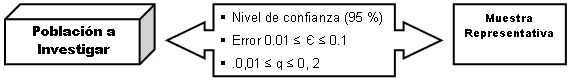 Población a
Investigar
▪ Nivel de confianza (95 %)
▪ Error 0.01 ≤ Є ≤ 0.1
▪ .0,01 ≤ q ≤ 0, 2
Muestra
Representativa